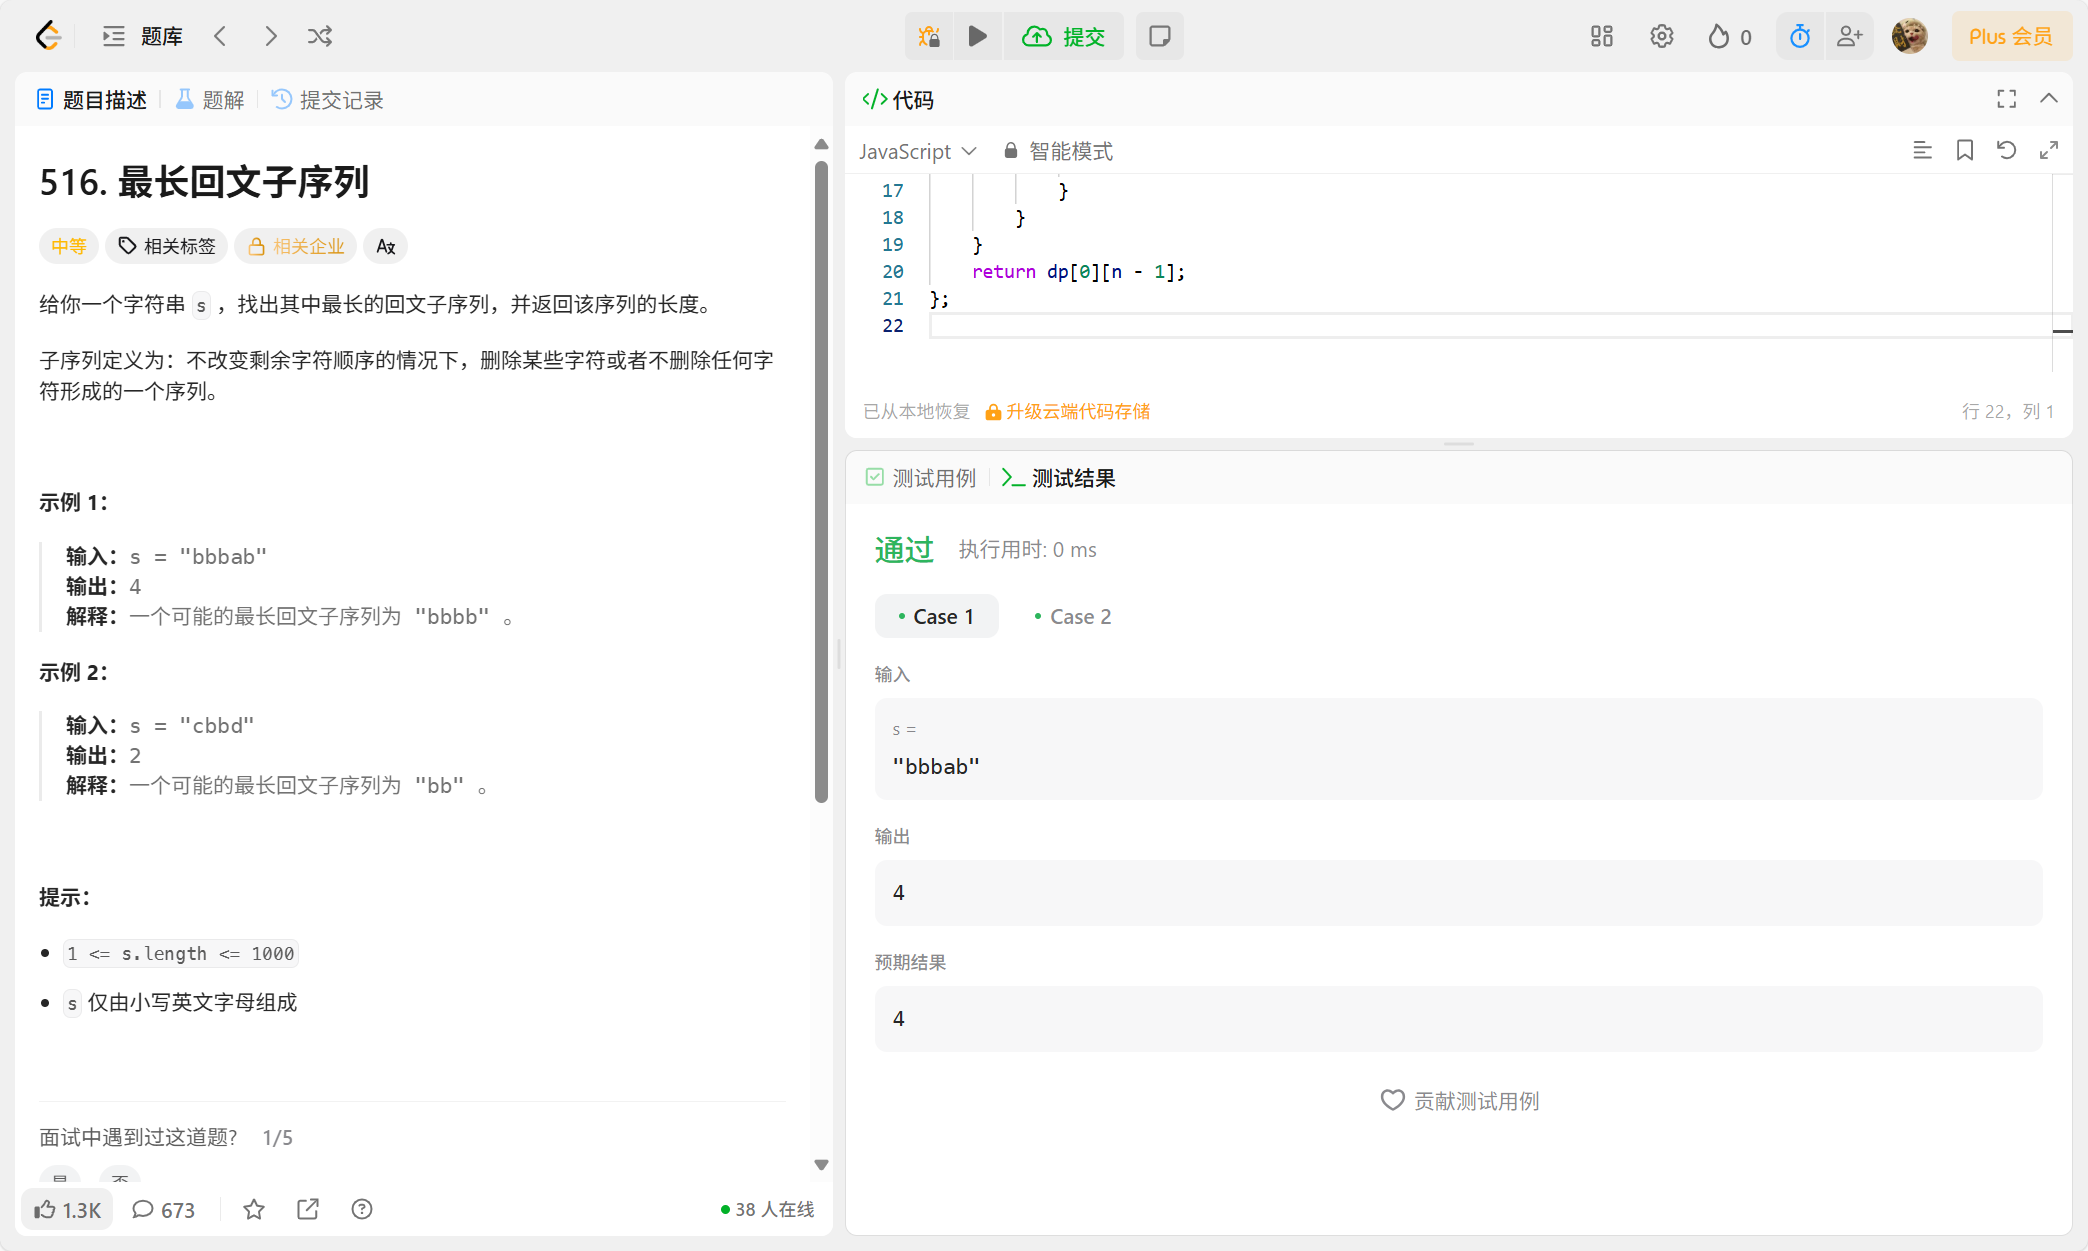 题库
提交
0
Plus 会员
题目描述
题解
提交记录
516. 最长回文子序列
中等
相关标签
相关企业
给你一个字符串 s ，找出其中最长的回文子序列，并返回该序列的长度。
子序列定义为：不改变剩余字符顺序的情况下，删除某些字符或者不删除任何字
符形成的一个序列。
示例 1：
输入：s = "bbbab"
输出：4
解释：一个可能的最长回文子序列为 "bbbb" 。
示例 2：
输入：s = "cbbd"
输出：2
解释：一个可能的最长回文子序列为 "bb" 。
提示：
1 <= s.length <= 1000
s 仅由小写英文字母组成
面试中遇到过这道题? 1/5
1.3K
673
38 人在线
</>代码
JavaScript
智能模式
17 }
18 }
19 }
20 return dp[0][n - 1];
21 };
22
已从本地恢复
升级云端代码存储
行 22，列 1
测试用例
测试结果
通过
执行用时: 0 ms
Case 1
Case 2
输入
s =
"bbbab"
输出
4
预期结果
4
贡献测试用例